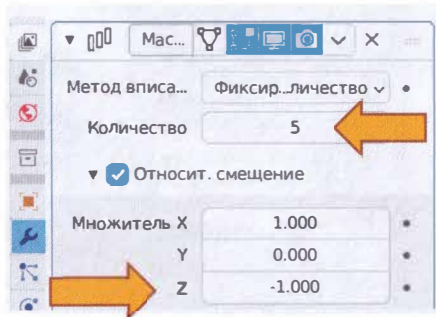 Мас...
Метод вписа... Фиксир...личество
Количество 5
Относит. смещение
Множитель X 1.000
Y 0.000
Z -1.000